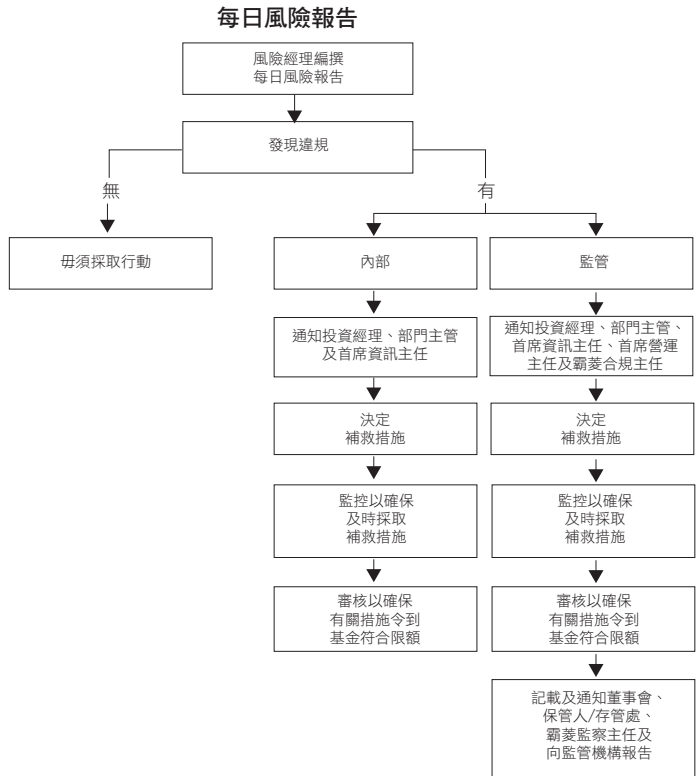 每日風險報告
風險經理編撰
每日風險報告
發現違規
無
有
毋須採取行動
內部
監管
通知投資經理、部門主管
及首席資訊主任
通知投資經理、部門主管、
首席資訊主任、首席營運
主任及霸菱合規主任
決定
補救措施
決定
補救措施
監控以確保
及時採取
補救措施
監控以確保
及時採取
補救措施
審核以確保
有關措施令到
基金符合限額
審核以確保
有關措施令到
基金符合限額
記載及通知董事會、
保管人/存管處、
霸菱監察主任及
向監管機構報告